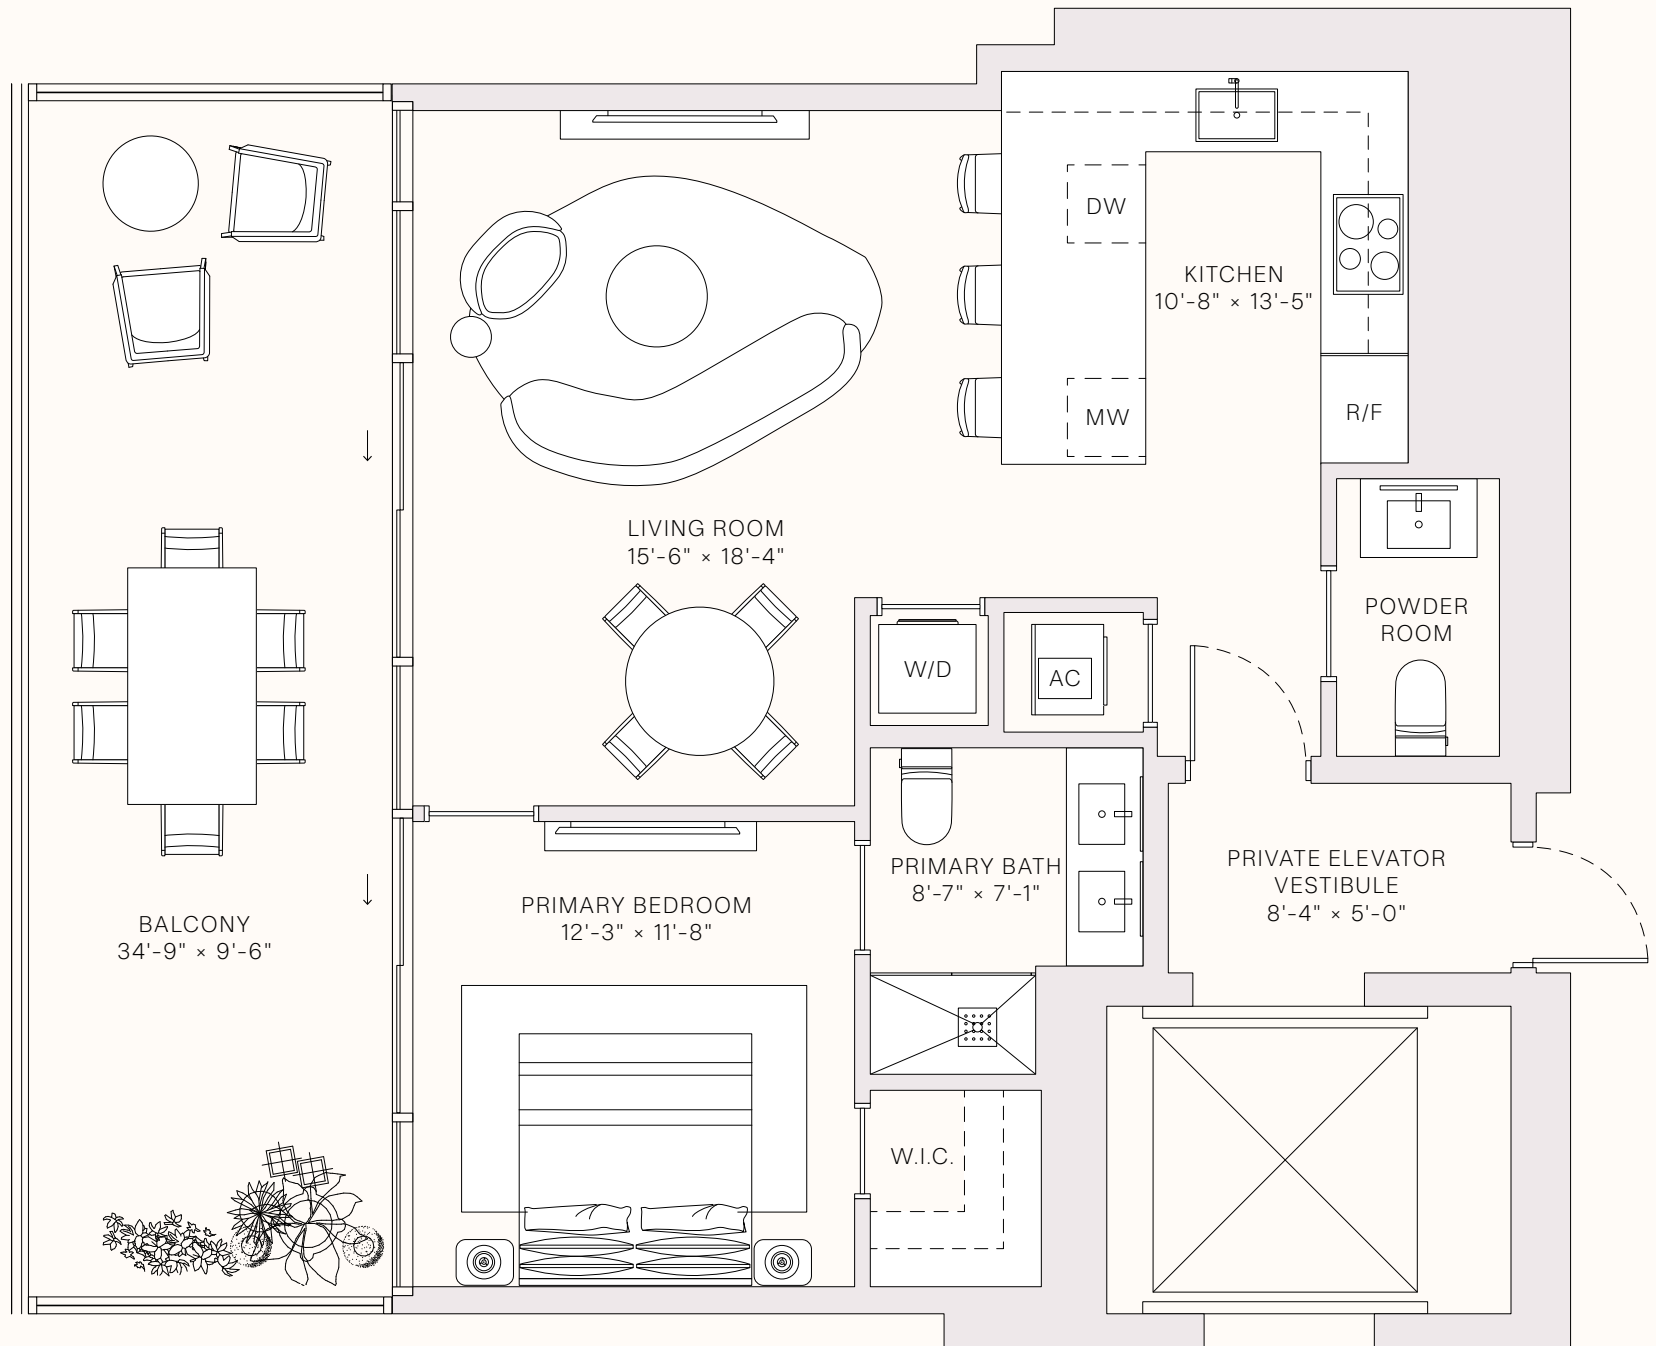 DW
KITCHEN
10'-8" × 13'-5"
MW
R/F
LIVING ROOM
15'-6" × 18'-4"
POWDER
ROOM
W/D
AC
PRIMARY BATH
8'-7" × 7'-1"
PRIVATE ELEVATOR
VESTIBULE
8'-4" × 5'-0"
PRIMARY BEDROOM
12'-3" × 11'-8"
BALCONY
34'-9" × 9'-6"
W.I.C.